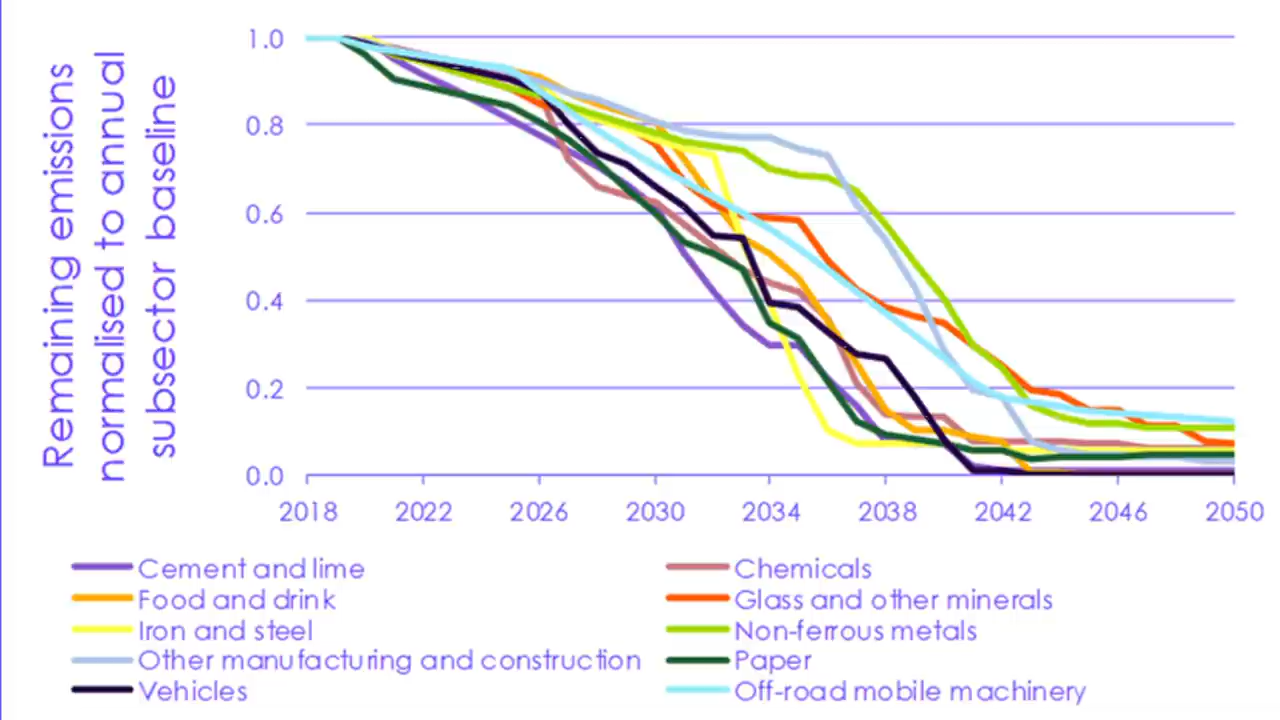 Remaining emissions
normalised to annual
subsector baseline
1.0
0.8
0.6
0.4
0.2
0.0
2018 2022 2026 2030 2034 2038 2042 2046 2050
Cement and lime Chemicals
Food and drink Glass and other minerals
Iron and steel Non-ferrous metals
Other manufacturing and construction Paper
Vehicles Off-road mobile machinery